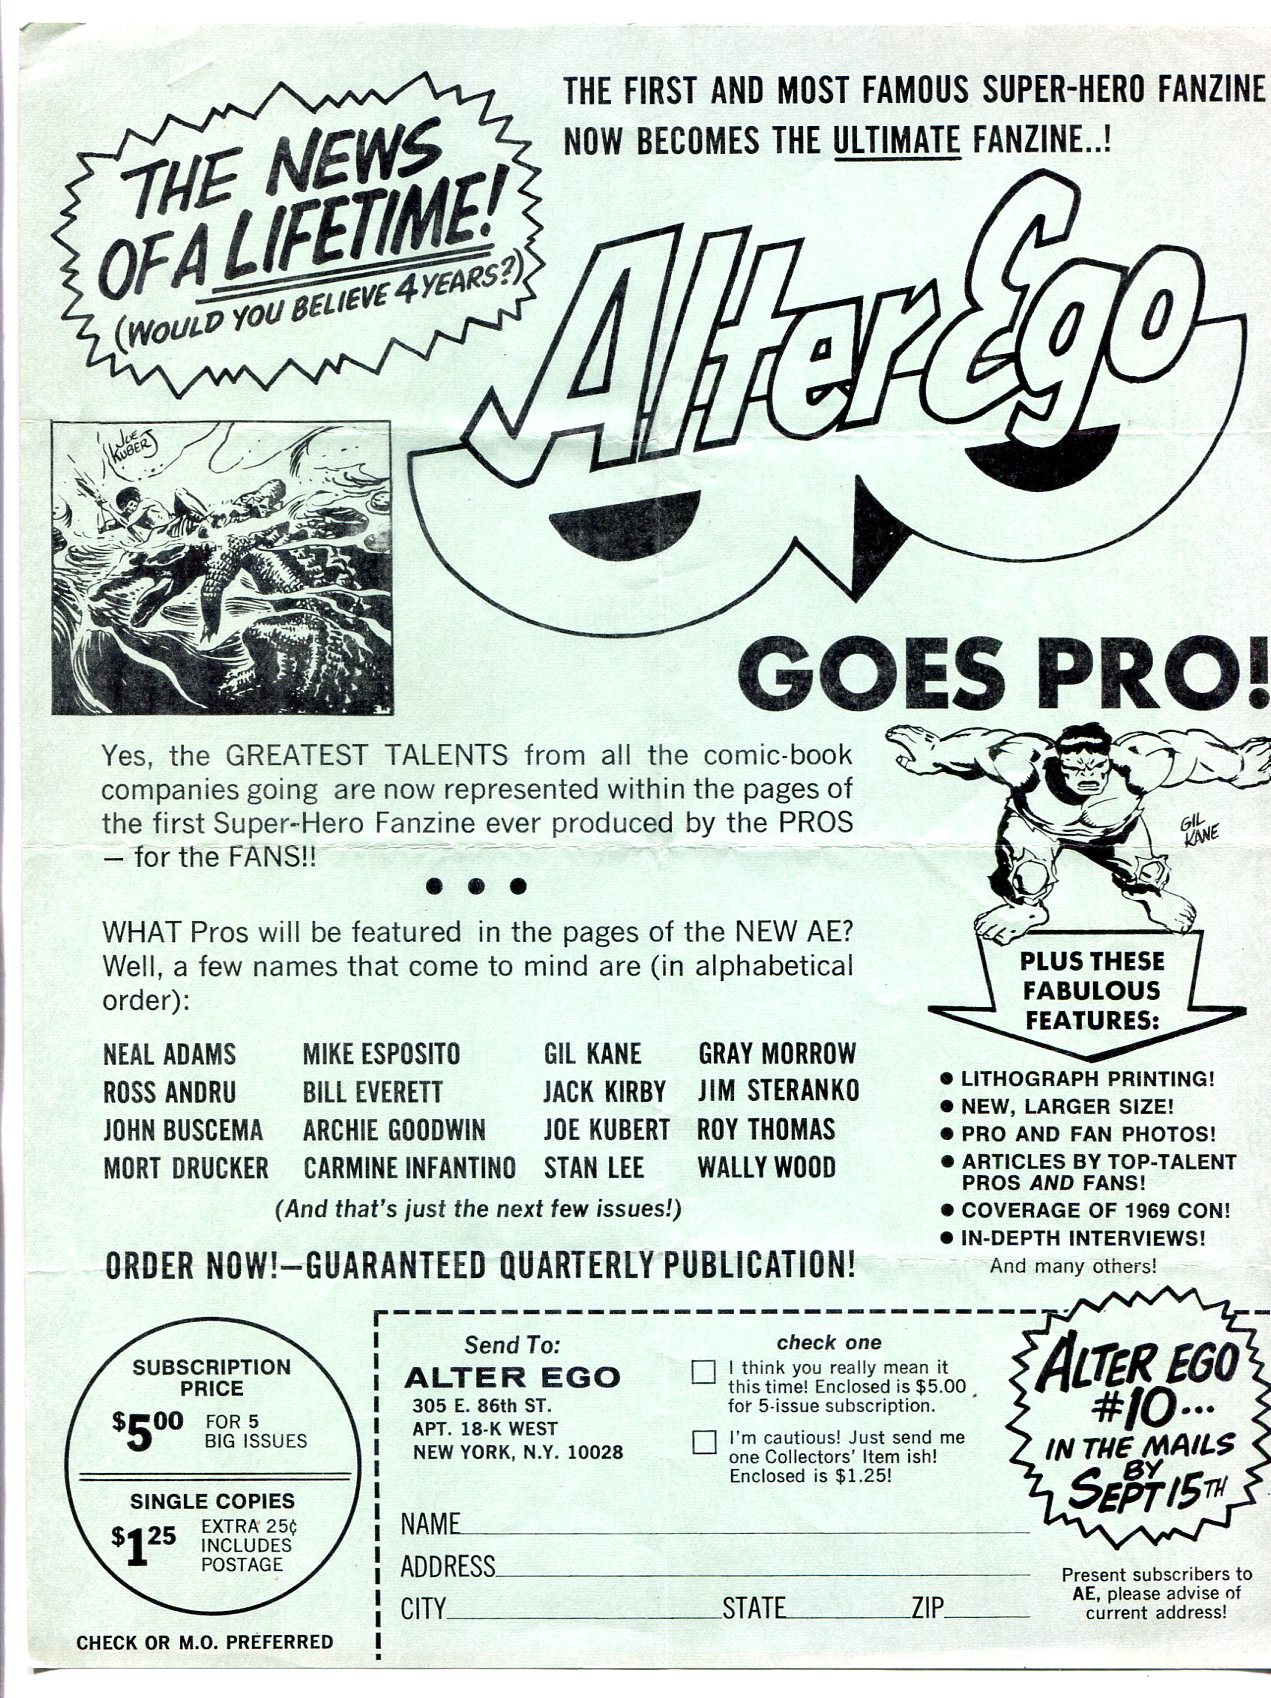 THE FIRST AND MOST FAMOUS SUPER-HERO FANZINE
NOW BECOMES THE ULTIMATE FANZINE..!
THE NEWS
OF A LIFETIME!
(WOULD YOU BELIEVE 4 YEARS?)
Alter Ego
JOE
KUBERT
GOES PRO!
Yes, the GREATEST TALENTS from all the comic-book
companies going are now represented within the pages of
the first Super-Hero Fanzine ever produced by the PROS
— for the FANS!!
● ● ●
WHAT Pros will be featured in the pages of the NEW AE?
Well, a few names that come to mind are (in alphabetical
order):
NEAL ADAMS MIKE ESPOSITO GIL KANE GRAY MORROW
ROSS ANDRU BILL EVERETT JACK KIRBY JIM STERANKO
JOHN BUSCEMA ARCHIE GOODWIN JOE KUBERT ROY THOMAS
MORT DRUCKER CARMINE INFANTINO STAN LEE WALLY WOOD
(And that's just the next few issues!)
ORDER NOW!—GUARANTEED QUARTERLY PUBLICATION!
GIL
KANE
PLUS THESE
FABULOUS
FEATURES:
● LITHOGRAPH PRINTING!
● NEW, LARGER SIZE!
● PRO AND FAN PHOTOS!
● ARTICLES BY TOP-TALENT
PROS AND FANS!
● COVERAGE OF 1969 CON!
● IN-DEPTH INTERVIEWS!
And many others!
SUBSCRIPTION
PRICE
$5.00 FOR 5
BIG ISSUES
SINGLE COPIES
$1 25 EXTRA 25¢
INCLUDES
POSTAGE
CHECK OR M.O. PREFERRED
Send To:
ALTER EGO
305 E. 86th ST.
APT. 18-K WEST
NEW YORK, N.Y. 10028
check one
I think you really mean it
this time! Enclosed is $5.00
for 5-issue subscription.
I'm cautious! Just send me
one Collectors' Item ish!
Enclosed is $1.25!
NAME
ADDRESS
CITY STATE ZIP
ALTER EGO
#10...
IN THE MAILS
BY
SEPT 15TH
Present subscribers to
AE, please advise of
current address!